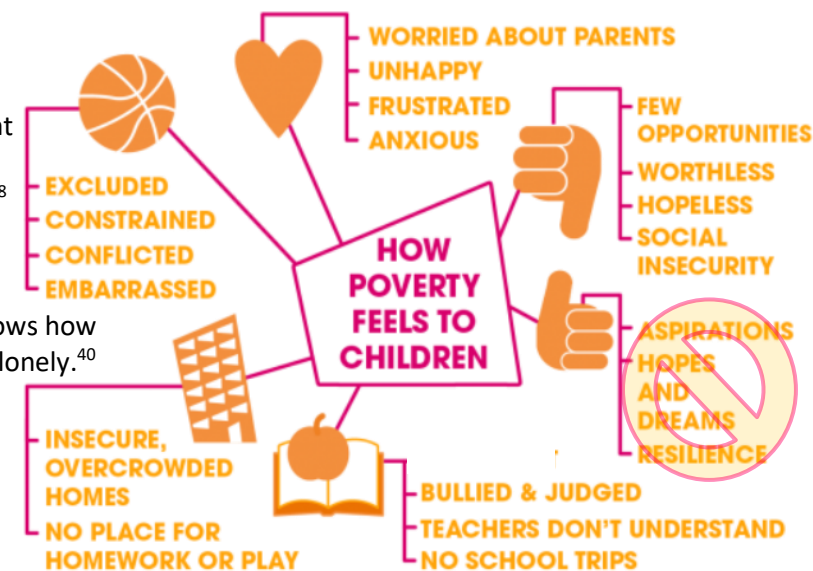 nt
8
ows how
lonely.40
HOW
POVERTY
FEELS TO
CHILDREN
EXCLUDED
CONSTRAINED
CONFLICTED
EMBARRASSED
WORRIED ABOUT PARENTS
UNHAPPY
FRUSTRATED
ANXIOUS
FEW
OPPORTUNITIES
WORTHLESS
HOPELESS
SOCIAL
INSECURITY
ASPIRATIONS
HOPES
AND
DREAMS
RESILIENCE
BULLIED & JUDGED
TEACHERS DON'T UNDERSTAND
NO SCHOOL TRIPS
INSECURE,
OVERCROWDED
HOMES
NO PLACE FOR
HOMEWORK OR PLAY